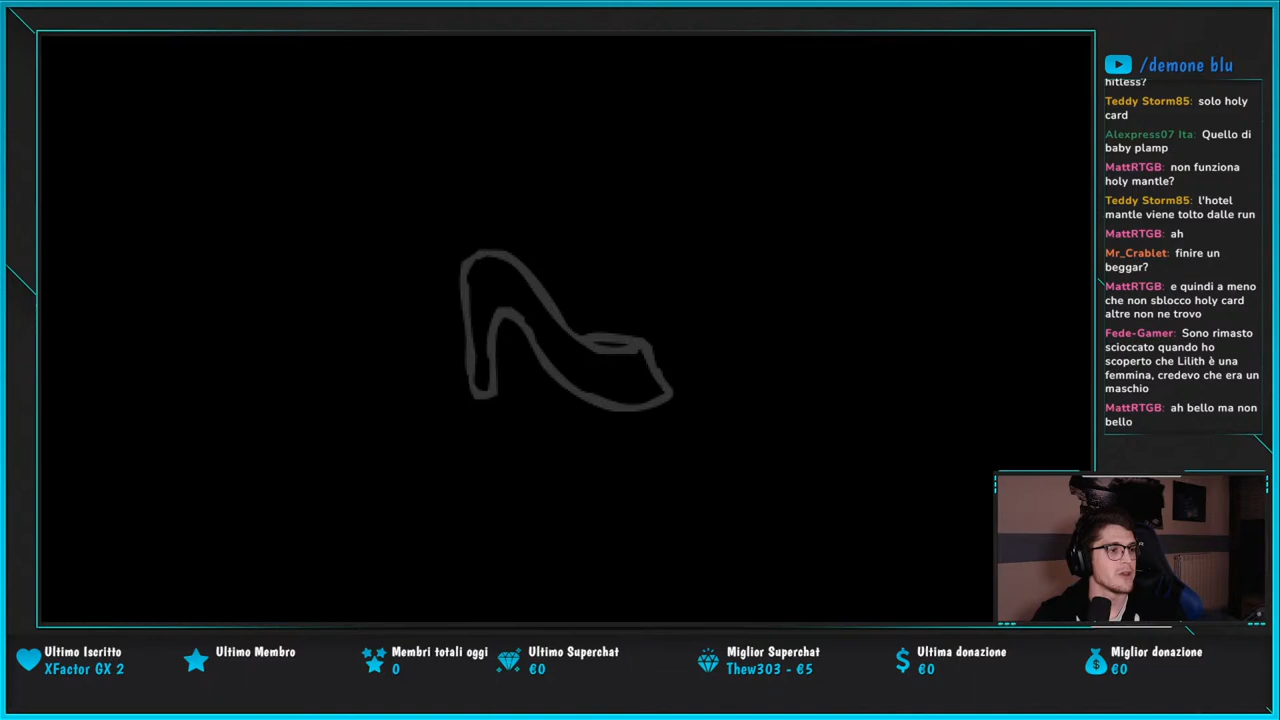 /demone blu
hitless?
Teddy Storm85: solo holy
card
Alexpress07 Ita: Quello di
baby plamp
MattRTGB: non funziona
holy mantle?
Teddy Storm85: l'hotel
mantle viene tolto dalle run
MattRTGB: ah
Mr_Crablet: finire un
beggar?
MattRTGB: e quindi a meno
che non sblocco holy card
altre non ne trovo
Fede-Gamer: Sono rimasto
scioccato quando ho
scoperto che Lilith è una
femmina, credevo che era un
maschio
MattRTGB: ah bello ma non
bello
Ultimo Iscritto
XFactor GX 2
Ultimo Membro
Membri totali oggi
0
Ultimo Superchat
€0
Miglior Superchat
Thew303 - €5
Ultima donazione
€0
Miglior donazione
€0